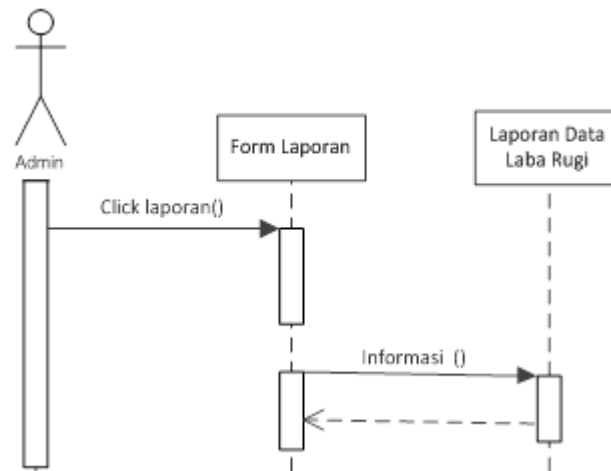 Admin
Form Laporan
Laporan Data
Laba Rugi
Click laporan()
Informasi ()